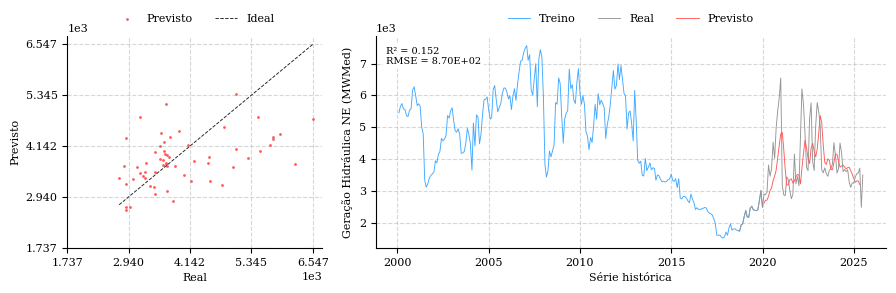 Previsto Ideal
1e3
6.547
5.345
4.142
2.940
1.737
Previsto
1.737 2.940 4.142 5.345 6.547
Real
1e3
Treino Real Previsto
1e3
R² = 0.152
RMSE = 8.70E+02
7
6
5
4
3
2
Geração Hidráulica NE (MWMed)
2000 2005 2010 2015 2020 2025
Série histórica